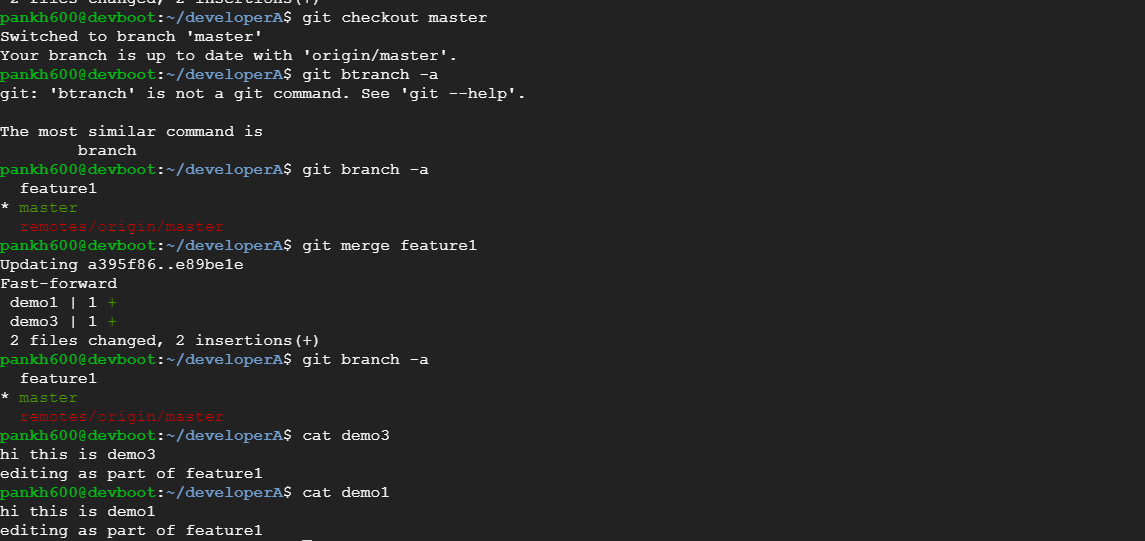 2 files changed, 2 insertions(+)
pankh600@devboot:~/developerA$ git checkout master
Switched to branch 'master'
Your branch is up to date with 'origin/master'.
pankh600@devboot:~/developerA$ git btranch -a
git: 'btranch' is not a git command. See 'git --help'.
The most similar command is
branch
pankh600@devboot:~/developerA$ git branch -a
feature1
* master
remotes/origin/master
pankh600@devboot:~/developerA$ git merge feature1
Updating a395f86..e89be1e
Fast-forward
demo1 | 1 +
demo3 | 1 +
2 files changed, 2 insertions(+)
pankh600@devboot:~/developerA$ git branch -a
feature1
* master
remotes/origin/master
pankh600@devboot:~/developerA$ cat demo3
hi this is demo3
editing as part of feature1
pankh600@devboot:~/developerA$ cat demo1
hi this is demo1
editing as part of feature1